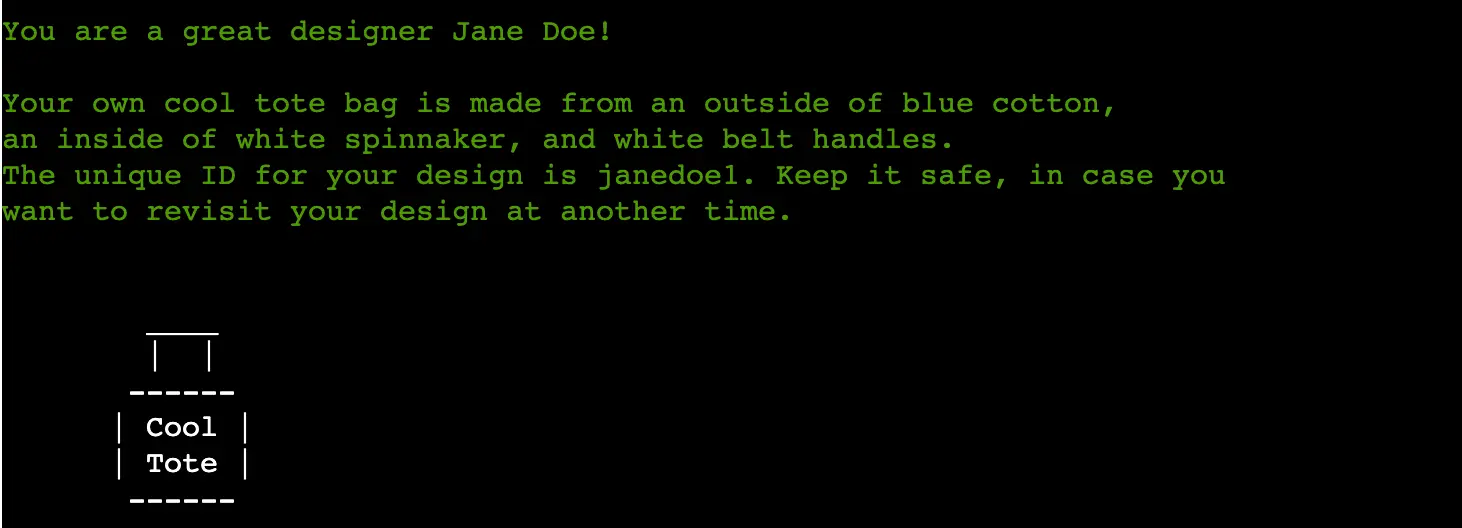 You are a great designer Jane Doe!
Your own cool tote bag is made from an outside of blue cotton,
an inside of white spinnaker, and white belt handles.
The unique ID for your design is janedoe1. Keep it safe, in case you
want to revisit your design at another time.
Cool
Tote